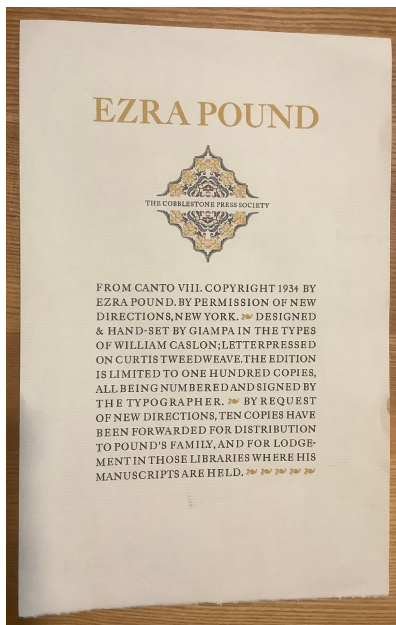 EZRA POUND
THE COBBLESTONE PRESS SOCIETY
FROM CANTO VIII. COPYRIGHT 1934 BY
EZRA POUND. BY PERMISSION OF NEW
DIRECTIONS, NEW YORK. DESIGNED
& HAND-SET BY GIAMPA IN THE TYPES
OF WILLIAM CASLON; LETTERPRESSED
ON CURTIS TWEEDWEAVE. THE EDITION
IS LIMITED TO ONE HUNDRED COPIES,
ALL BEING NUMBERED AND SIGNED BY
THE TYPOGRAPHER. BY REQUEST
OF NEW DIRECTIONS, TEN COPIES HAVE
BEEN FORWARDED FOR DISTRIBUTION
TO POUND'S FAMILY, AND FOR LODGE-
MENT IN THOSE LIBRARIES WHERE HIS
MANUSCRIPTS ARE HELD.